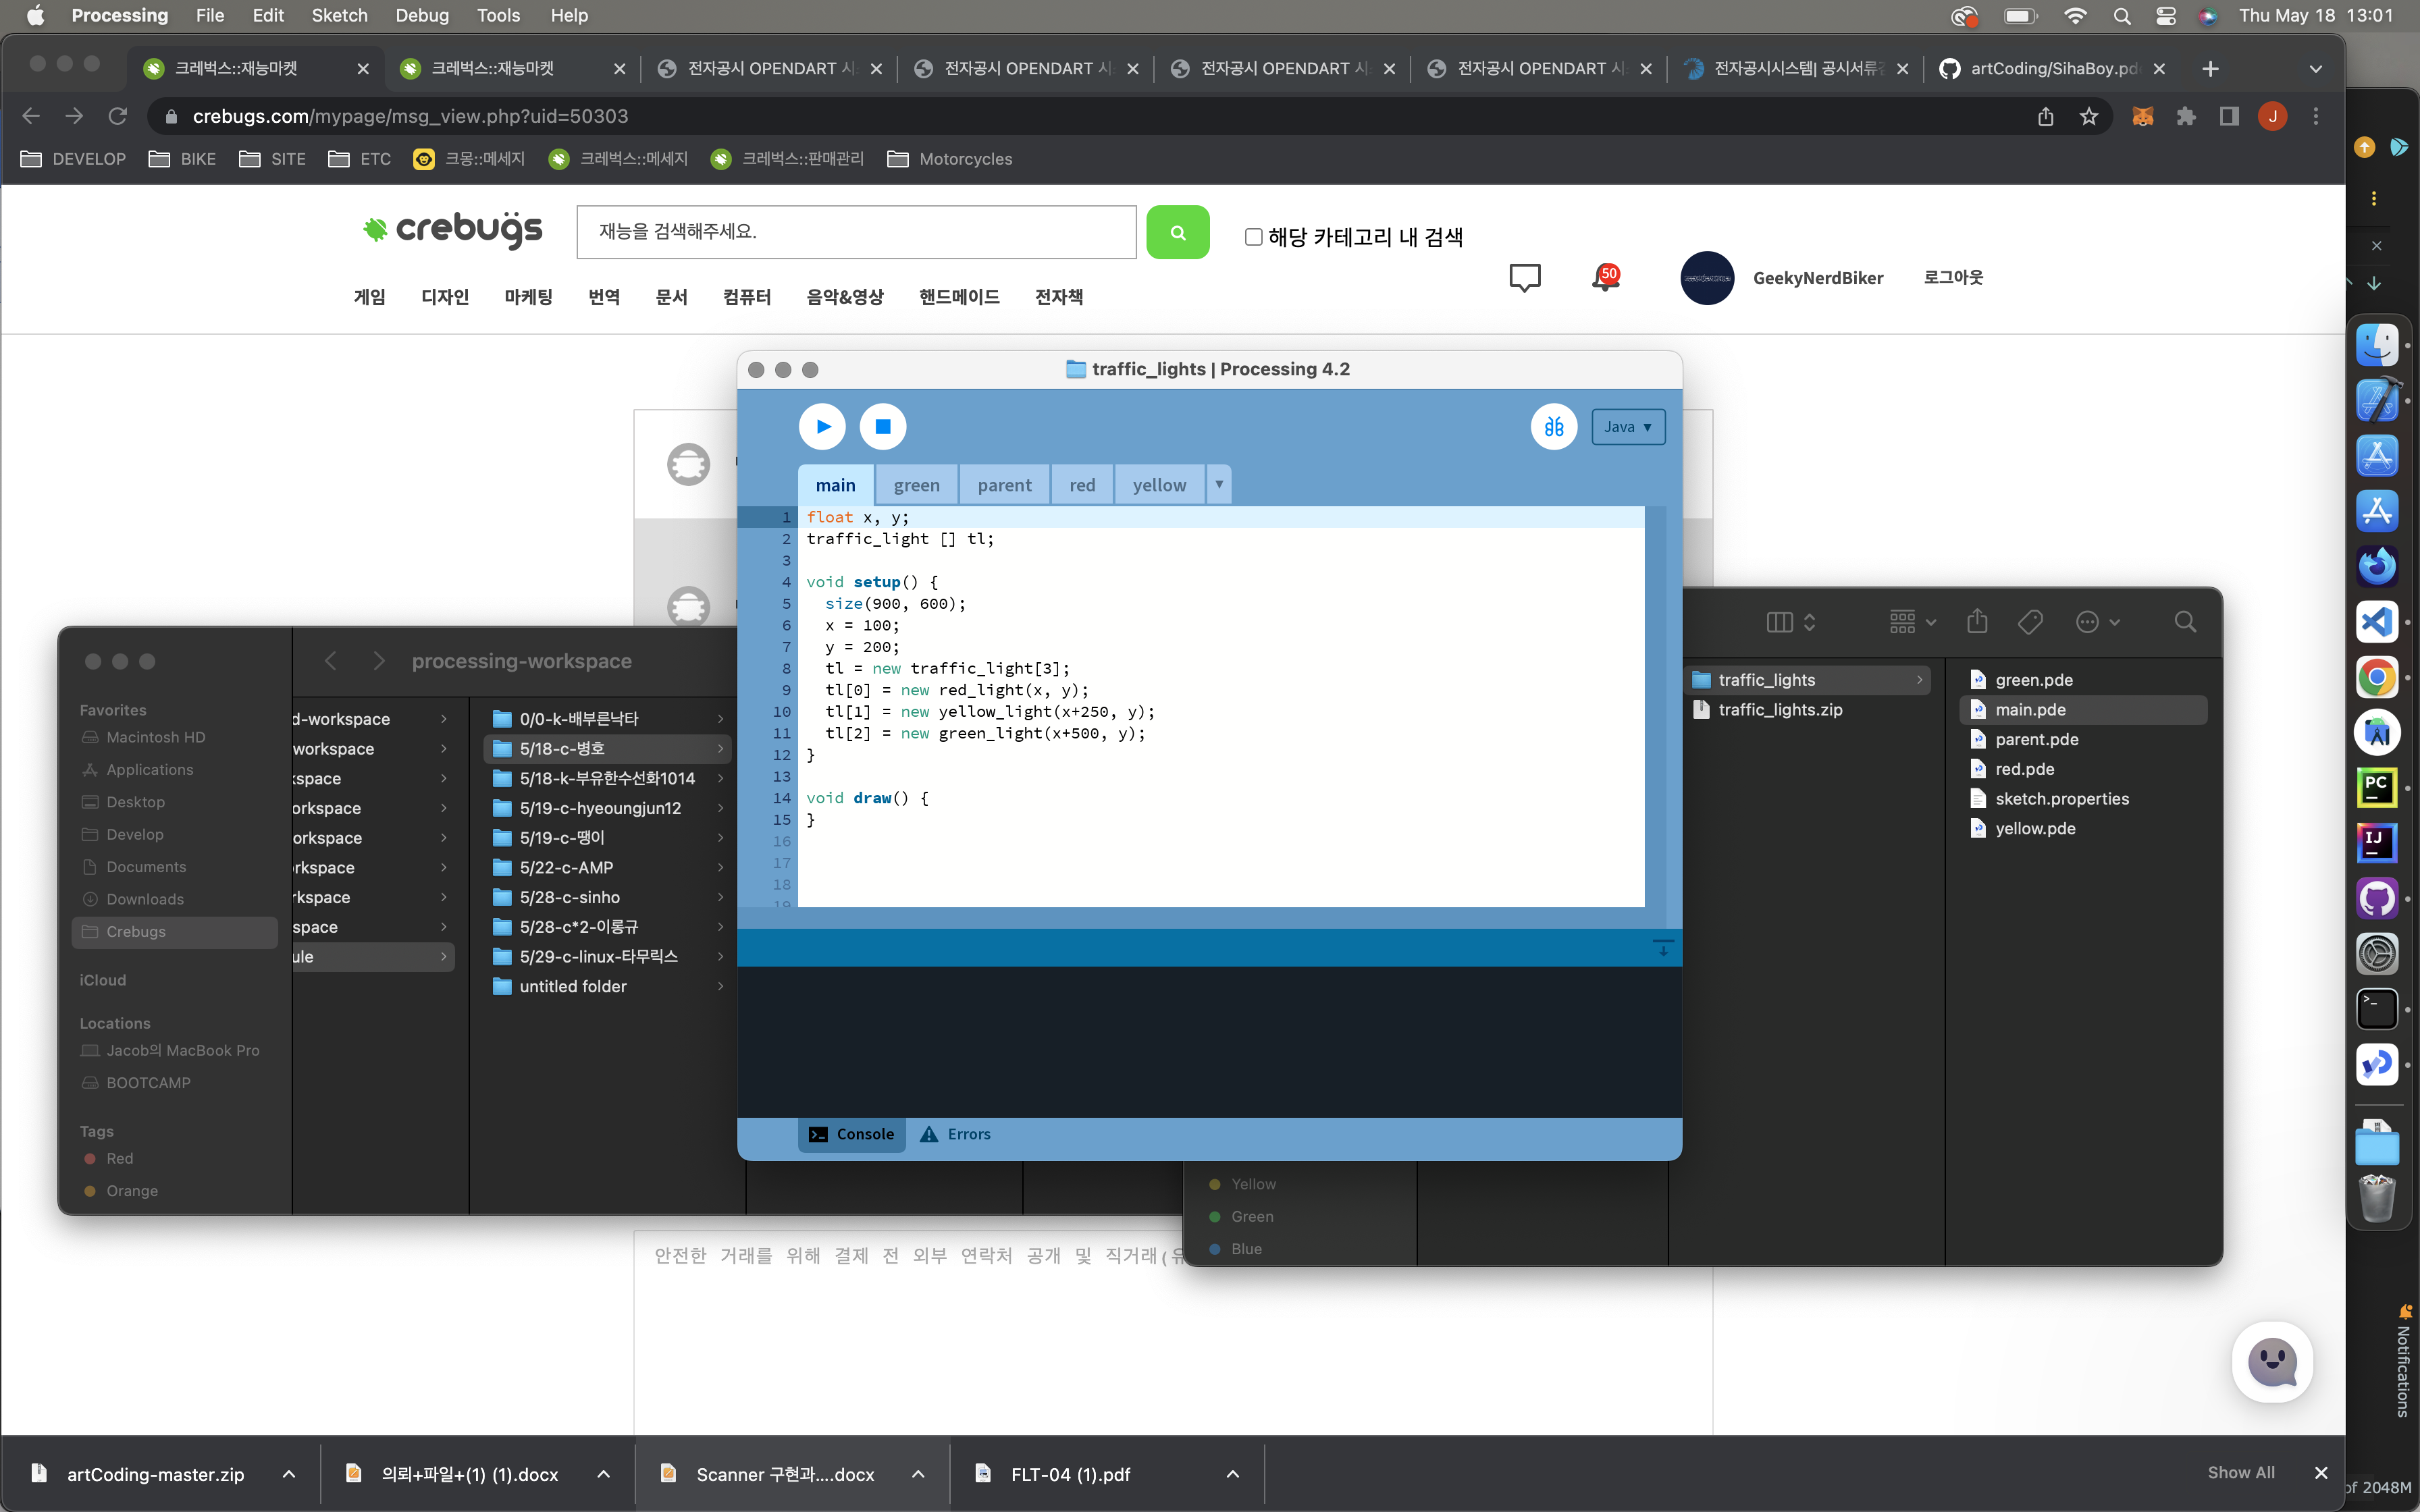 Processing File Edit Sketch Debug Tools Help
Thu May 18 13:01
크레벅스::재능마켓
크레벅스::재능마켓
전자공시 OPENDART 시
전자공시 OPENDART 시
전자공시 OPENDART 시
전자공시 OPENDART 시
전자공시시스템| 공시서류
artCoding/SihaBoy.pd
crebugs.com/mypage/msg_view.php?uid=50303
J
DEVELOP BIKE SITE ETC 크몽::메세지 크레벅스::메세지 크레벅스::판매관리 Motorcycles
crebugs
재능을 검색해주세요.
해당 카테고리 내 검색
게임 디자인 마케팅 번역 문서 컴퓨터 음악&영상 핸드메이드 전자책
50
GeekyNerdBiker
로그아웃
traffic_lights | Processing 4.2
Java
main green parent red yellow
1 float x, y;
2 traffic_light [] tl;
3
4 void setup() {
5 size(900, 600);
6 x = 100;
7 y = 200;
8 tl = new traffic_light[3];
9 tl[0] = new red_light(x, y);
10 tl[1] = new yellow_light(x+250, y);
11 tl[2] = new green_light(x+500, y);
12 }
13
14 void draw() {
15 }
16
17
18
19
Console Errors
processing-workspace
Favorites
Macintosh HD
Applications
Desktop
Develop
Documents
Downloads
Crebugs
iCloud
Locations
Jacob의 MacBook Pro
BOOTCAMP
Tags
Red
Orange
d-workspace
workspace
kspace
orkspace
workspace
rkspace
rkspace
space
ule
0/0-k-배부른낙타
5/18-c-병호
5/18-k-부유한수선화1014
5/19-c-hyeoungjun12
5/19-c-땡이
5/22-c-AMP
5/28-c-sinho
5/28-c*2-이롱규
5/29-c-linux-타무릭스
untitled folder
traffic_lights
traffic_lights.zip
green.pde
main.pde
parent.pde
red.pde
sketch.properties
yellow.pde
Yellow
Green
Blue
안전한 거래를 위해 결제 전 외부 연락처 공개 및 직거래(유
PC
IJ
Notifications
artCoding-master.zip
의뢰+파일+(1) (1).docx
Scanner 구현과....docx
FLT-04 (1).pdf
Show All
of 2048M